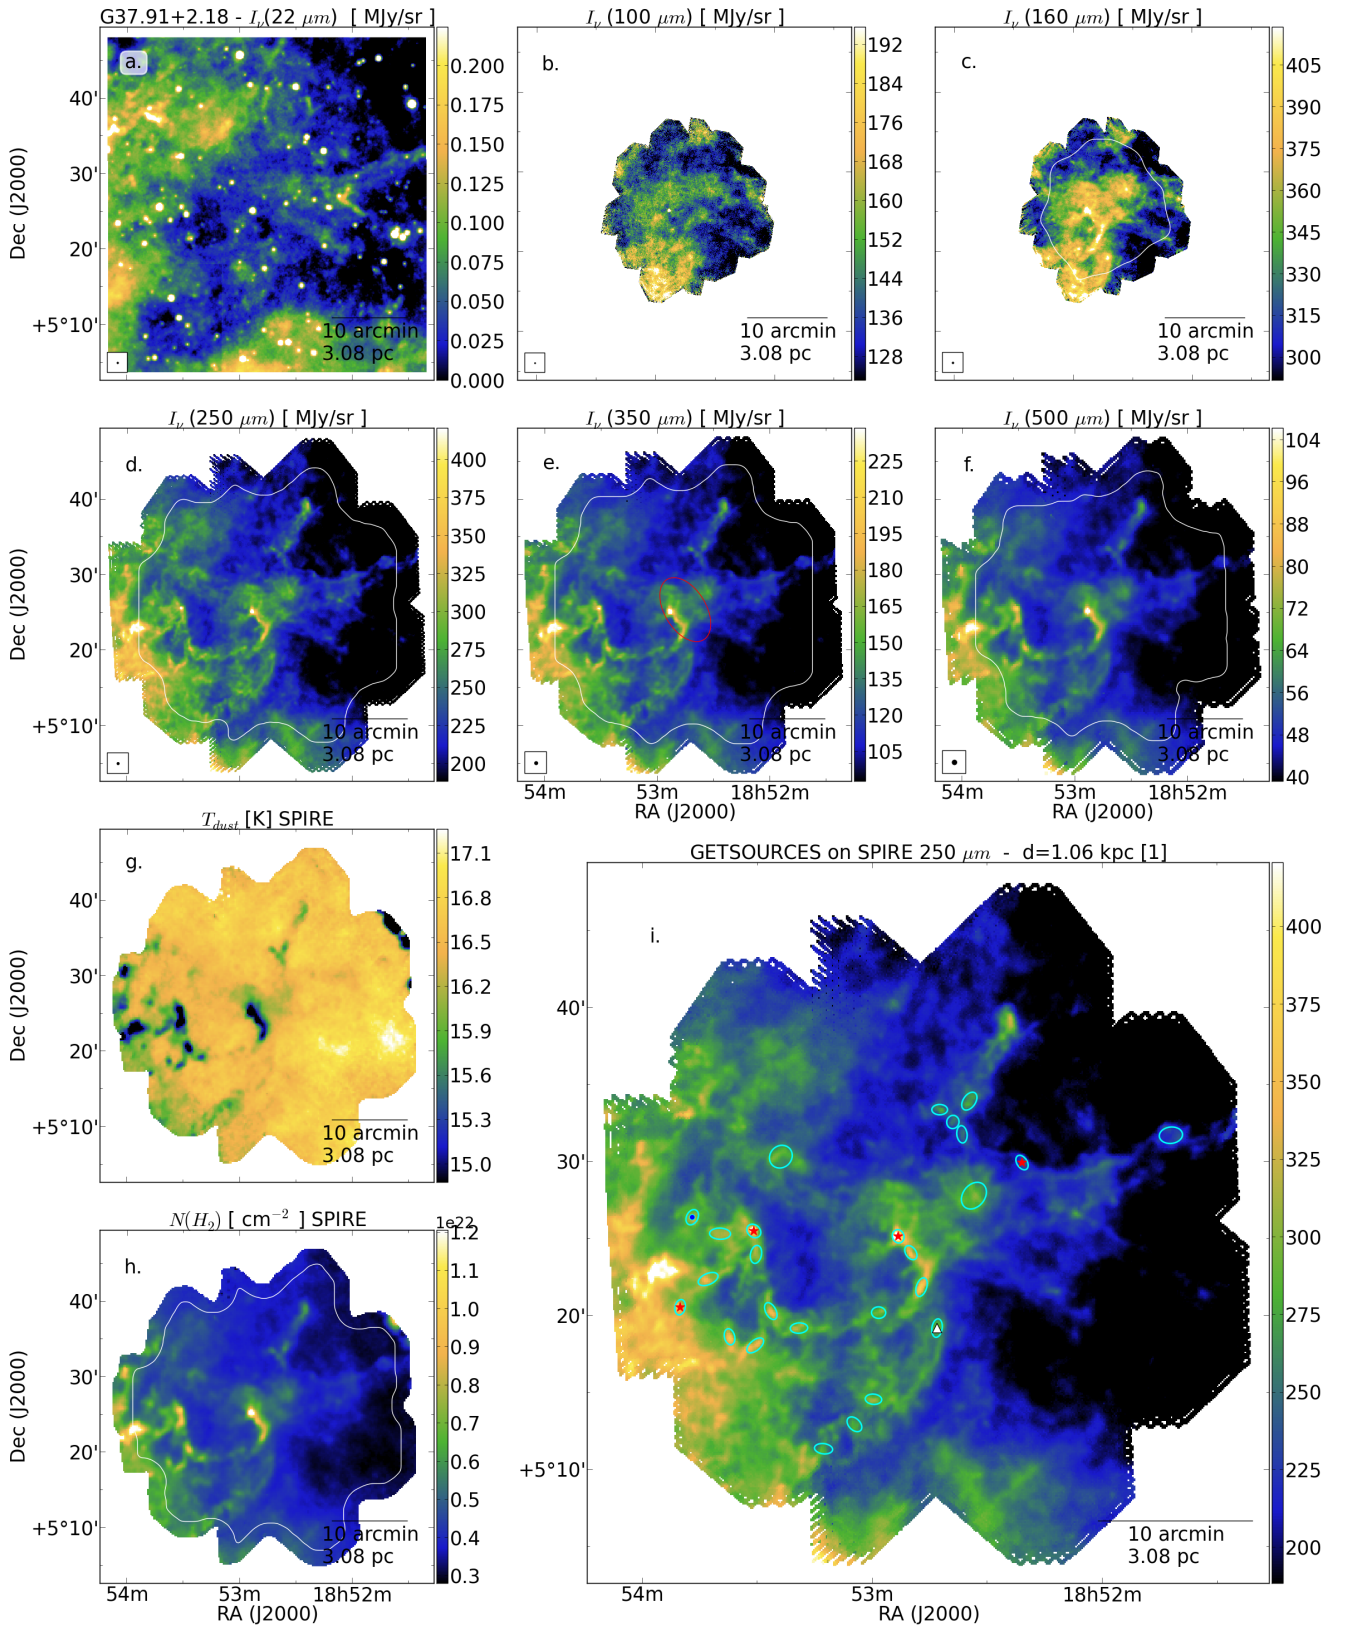 G37.91+2.18 - Iν(22 μm) [ MJy/sr ]
Iν (100 μm) [ MJy/sr ]
Iν (160 μm) [ MJy/sr ]
a.
b.
c.
0.200
0.175
0.150
0.125
0.100
0.075
0.050
0.025
0.000
192
184
176
168
160
152
144
136
128
405
390
375
360
345
330
315
300
40'
30'
20'
+5°10'
Dec (J2000)
10 arcmin
3.08 pc
10 arcmin
3.08 pc
10 arcmin
3.08 pc
Iν (250 μm) [ MJy/sr ]
Iν (350 μm) [ MJy/sr ]
Iν (500 μm) [ MJy/sr ]
d.
e.
f.
400
375
350
325
300
275
250
225
200
225
210
195
180
165
150
135
120
105
104
96
88
80
72
64
56
48
40
40'
30'
20'
+5°10'
Dec (J2000)
10 arcmin
3.08 pc
10 arcmin
3.08 pc
10 arcmin
3.08 pc
54m
53m
18h52m
RA (J2000)
54m
53m
18h52m
RA (J2000)
Tdust [K] SPIRE
g.
17.1
16.8
16.5
16.2
15.9
15.6
15.3
15.0
40'
30'
20'
+5°10'
Dec (J2000)
10 arcmin
3.08 pc
N(H2) [ cm−2 ] SPIRE
1e22
h.
1.2
1.1
1.0
0.9
0.8
0.7
0.6
0.5
0.4
0.3
40'
30'
20'
+5°10'
Dec (J2000)
10 arcmin
3.08 pc
54m
53m
18h52m
RA (J2000)
GETSOURCES on SPIRE 250 μm - d=1.06 kpc [1]
i.
400
375
350
325
300
275
250
225
200
40'
30'
20'
+5°10'
10 arcmin
3.08 pc
54m
53m
18h52m
RA (J2000)